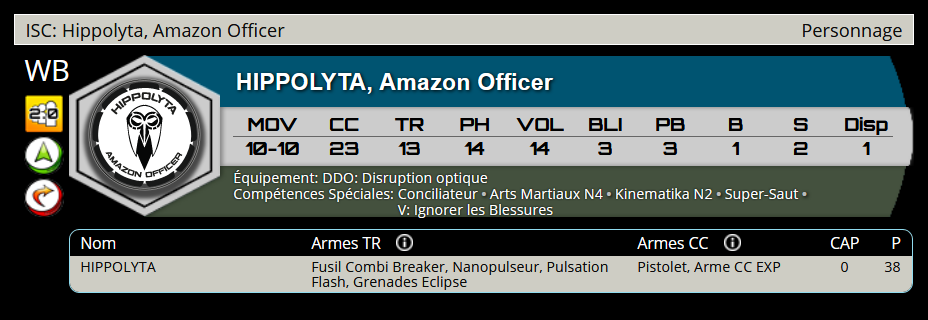 ISC: Hippolyta, Amazon Officer Personnage
WB
HIPPOLYTA, Amazon Officer
HIPPOLYTA
AMAZON OFFICER
2.0
MOV CC TR PH VOL BLI PB B S Disp
10-10 23 13 14 14 3 3 1 2 1
Équipement: DDO: Disruption optique
Compétences Spéciales: Conciliateur • Arts Martiaux N4 • Kinematika N2 • Super-Saut •
V: Ignorer les Blessures
Nom Armes TR Armes CC CAP P
HIPPOLYTA Fusil Combi Breaker, Nanopulseur, Pulsation Pistolet, Arme CC EXP 0 38
Flash, Grenades Eclipse